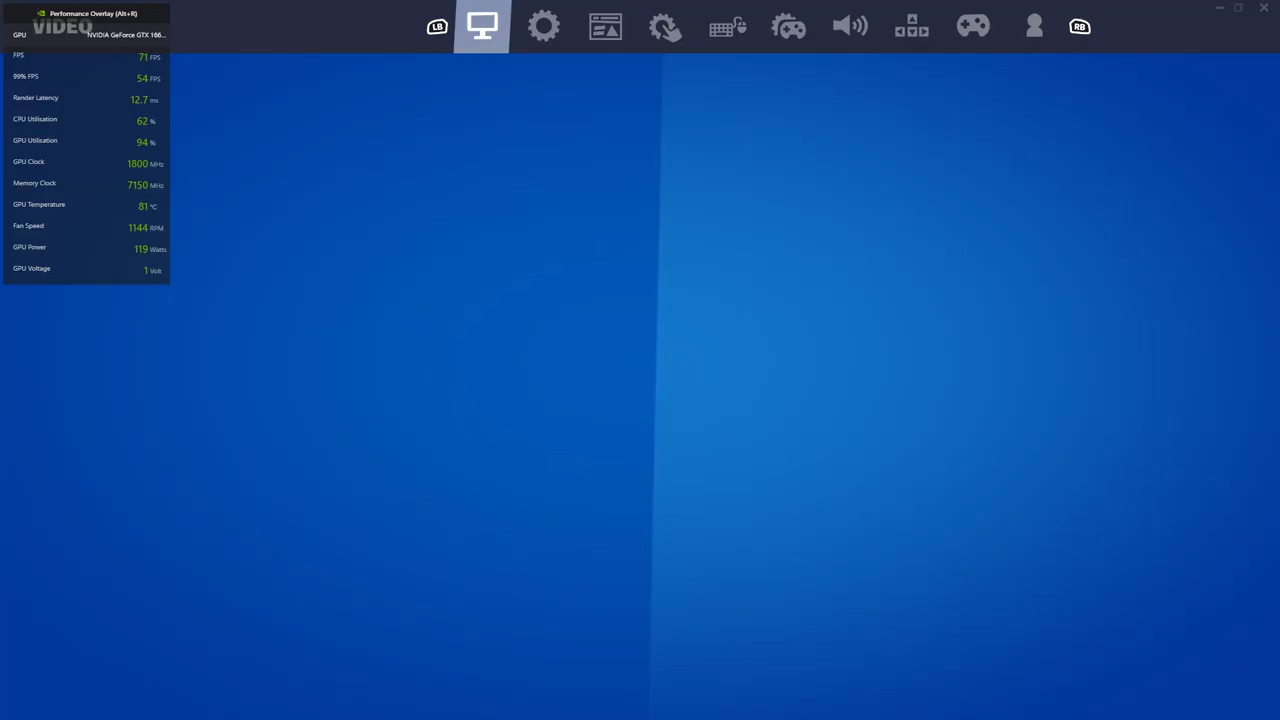 Performance Overlay (Alt+R)
VIDEO
GPU NVIDIA GeForce GTX 166...
FPS 71 FPS
99% FPS 54 FPS
Render Latency 12.7 ms
CPU Utilisation 62 %
GPU Utilisation 94 %
GPU Clock 1800 MHz
Memory Clock 7150 MHz
GPU Temperature 81 °C
Fan Speed 1144 RPM
GPU Power 119 Watts
GPU Voltage 1 Volt
LB
RB